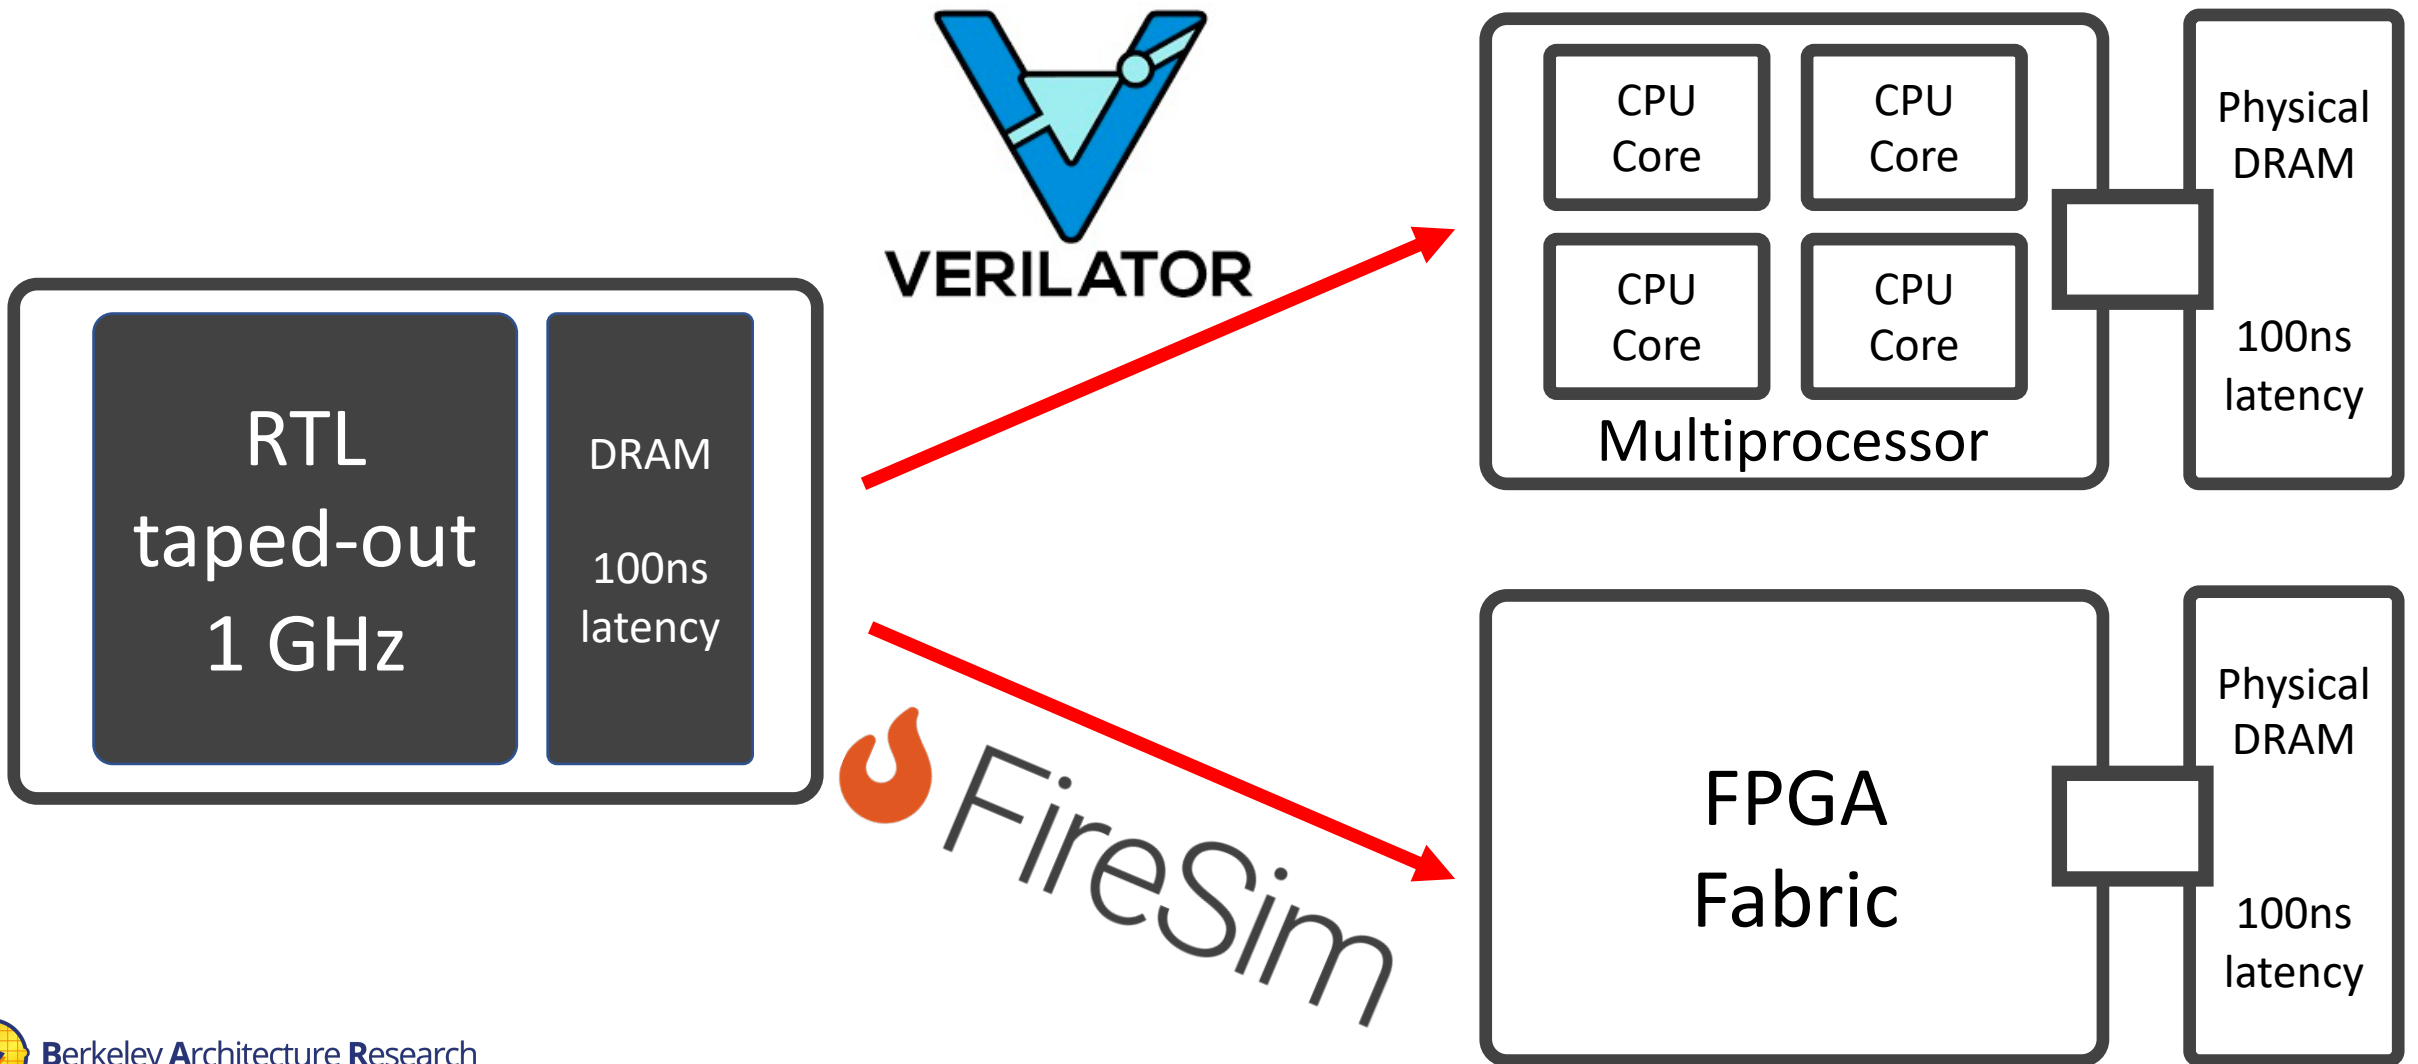 RTL
taped-out
1 GHz
DRAM
100ns
latency
VERILATOR
FireSim
CPU
Core
CPU
Core
CPU
Core
CPU
Core
Multiprocessor
Physical
DRAM
100ns
latency
FPGA
Fabric
Physical
DRAM
100ns
latency
Berkeley Architecture Research